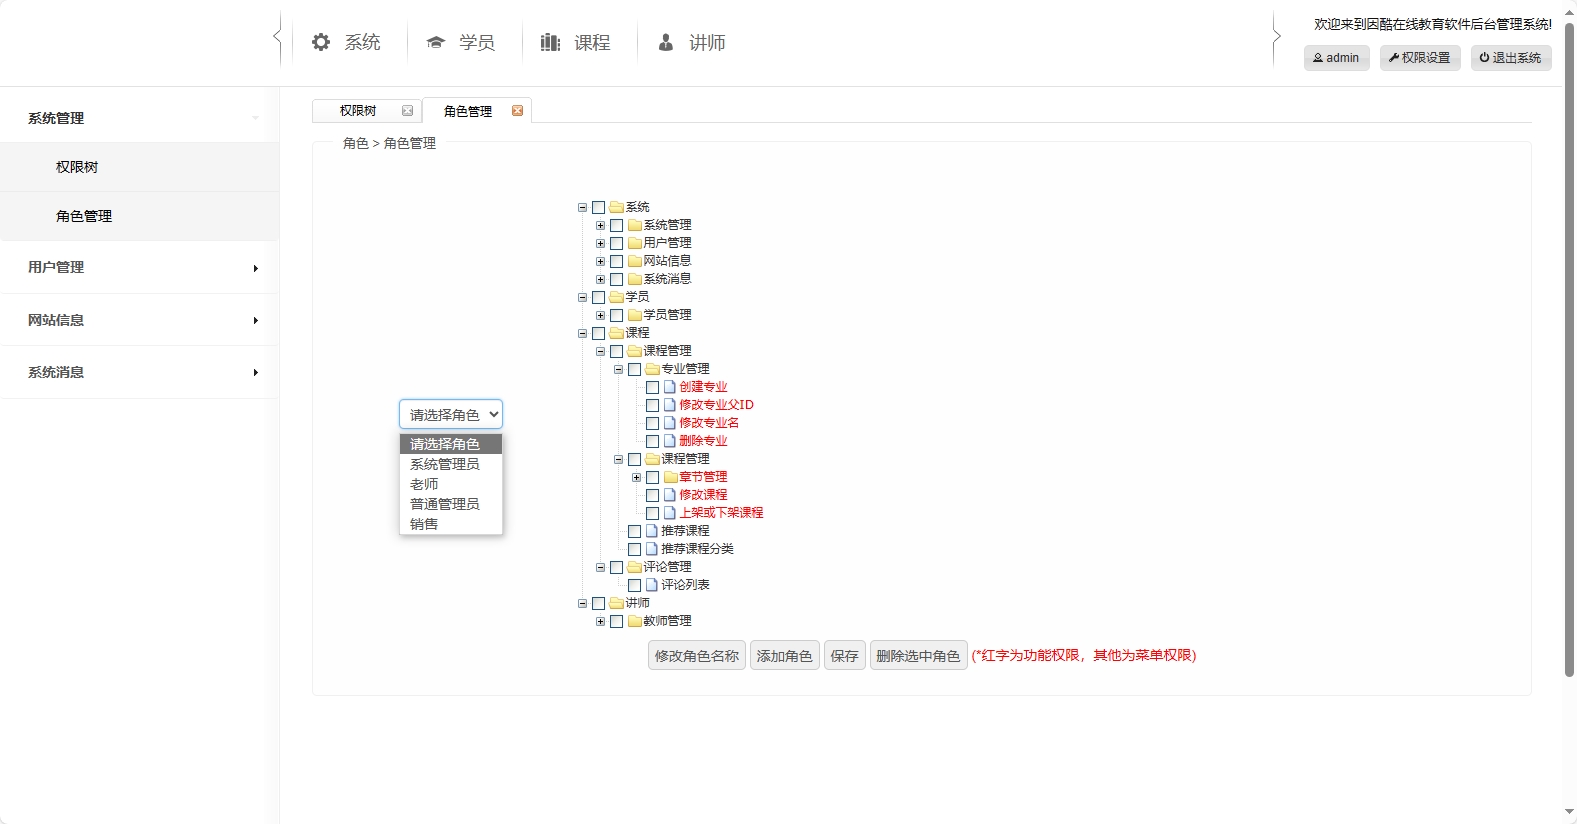 系统
学员
课程
讲师
欢迎来到因酷在线教育软件后台管理系统!
admin
权限设置
退出系统
系统管理
权限树
角色管理
用户管理
网站信息
系统消息
权限树
角色管理
角色 > 角色管理
请选择角色
请选择角色
系统管理员
老师
普通管理员
销售
系统
系统管理
用户管理
网站信息
系统消息
学员
学员管理
课程
课程管理
专业管理
创建专业
修改专业父ID
修改专业名
删除专业
课程管理
章节管理
修改课程
上架或下架课程
推荐课程
推荐课程分类
评论管理
评论列表
讲师
教师管理
修改角色名称
添加角色
保存
删除选中角色
(*红字为功能权限，其他为菜单权限)